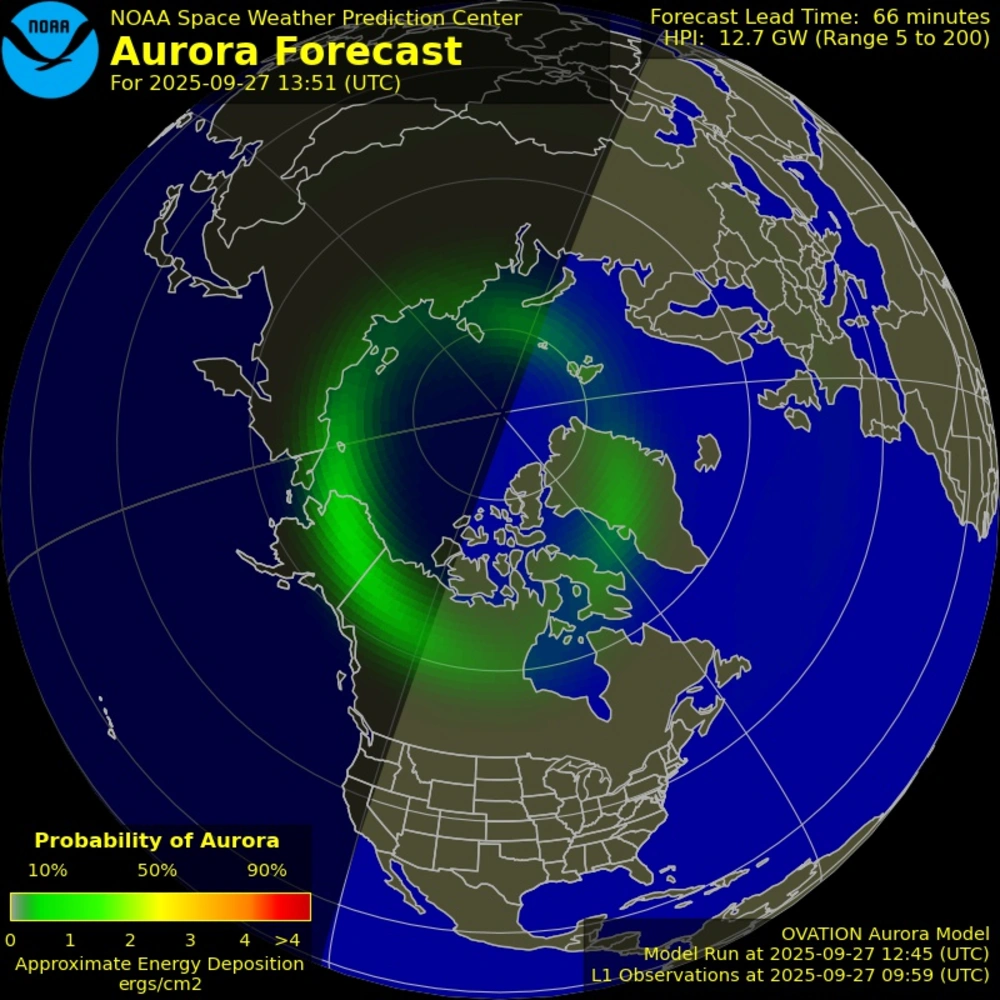 NOAA
NOAA Space Weather Prediction Center
Aurora Forecast
For 2025-09-27 13:51 (UTC)
Forecast Lead Time: 66 minutes
HPI: 12.7 GW (Range 5 to 200)
Probability of Aurora
10% 50% 90%
0 1 2 3 4 >4
Approximate Energy Deposition
ergs/cm2
OVATION Aurora Model
Model Run at 2025-09-27 12:45 (UTC)
L1 Observations at 2025-09-27 09:59 (UTC)